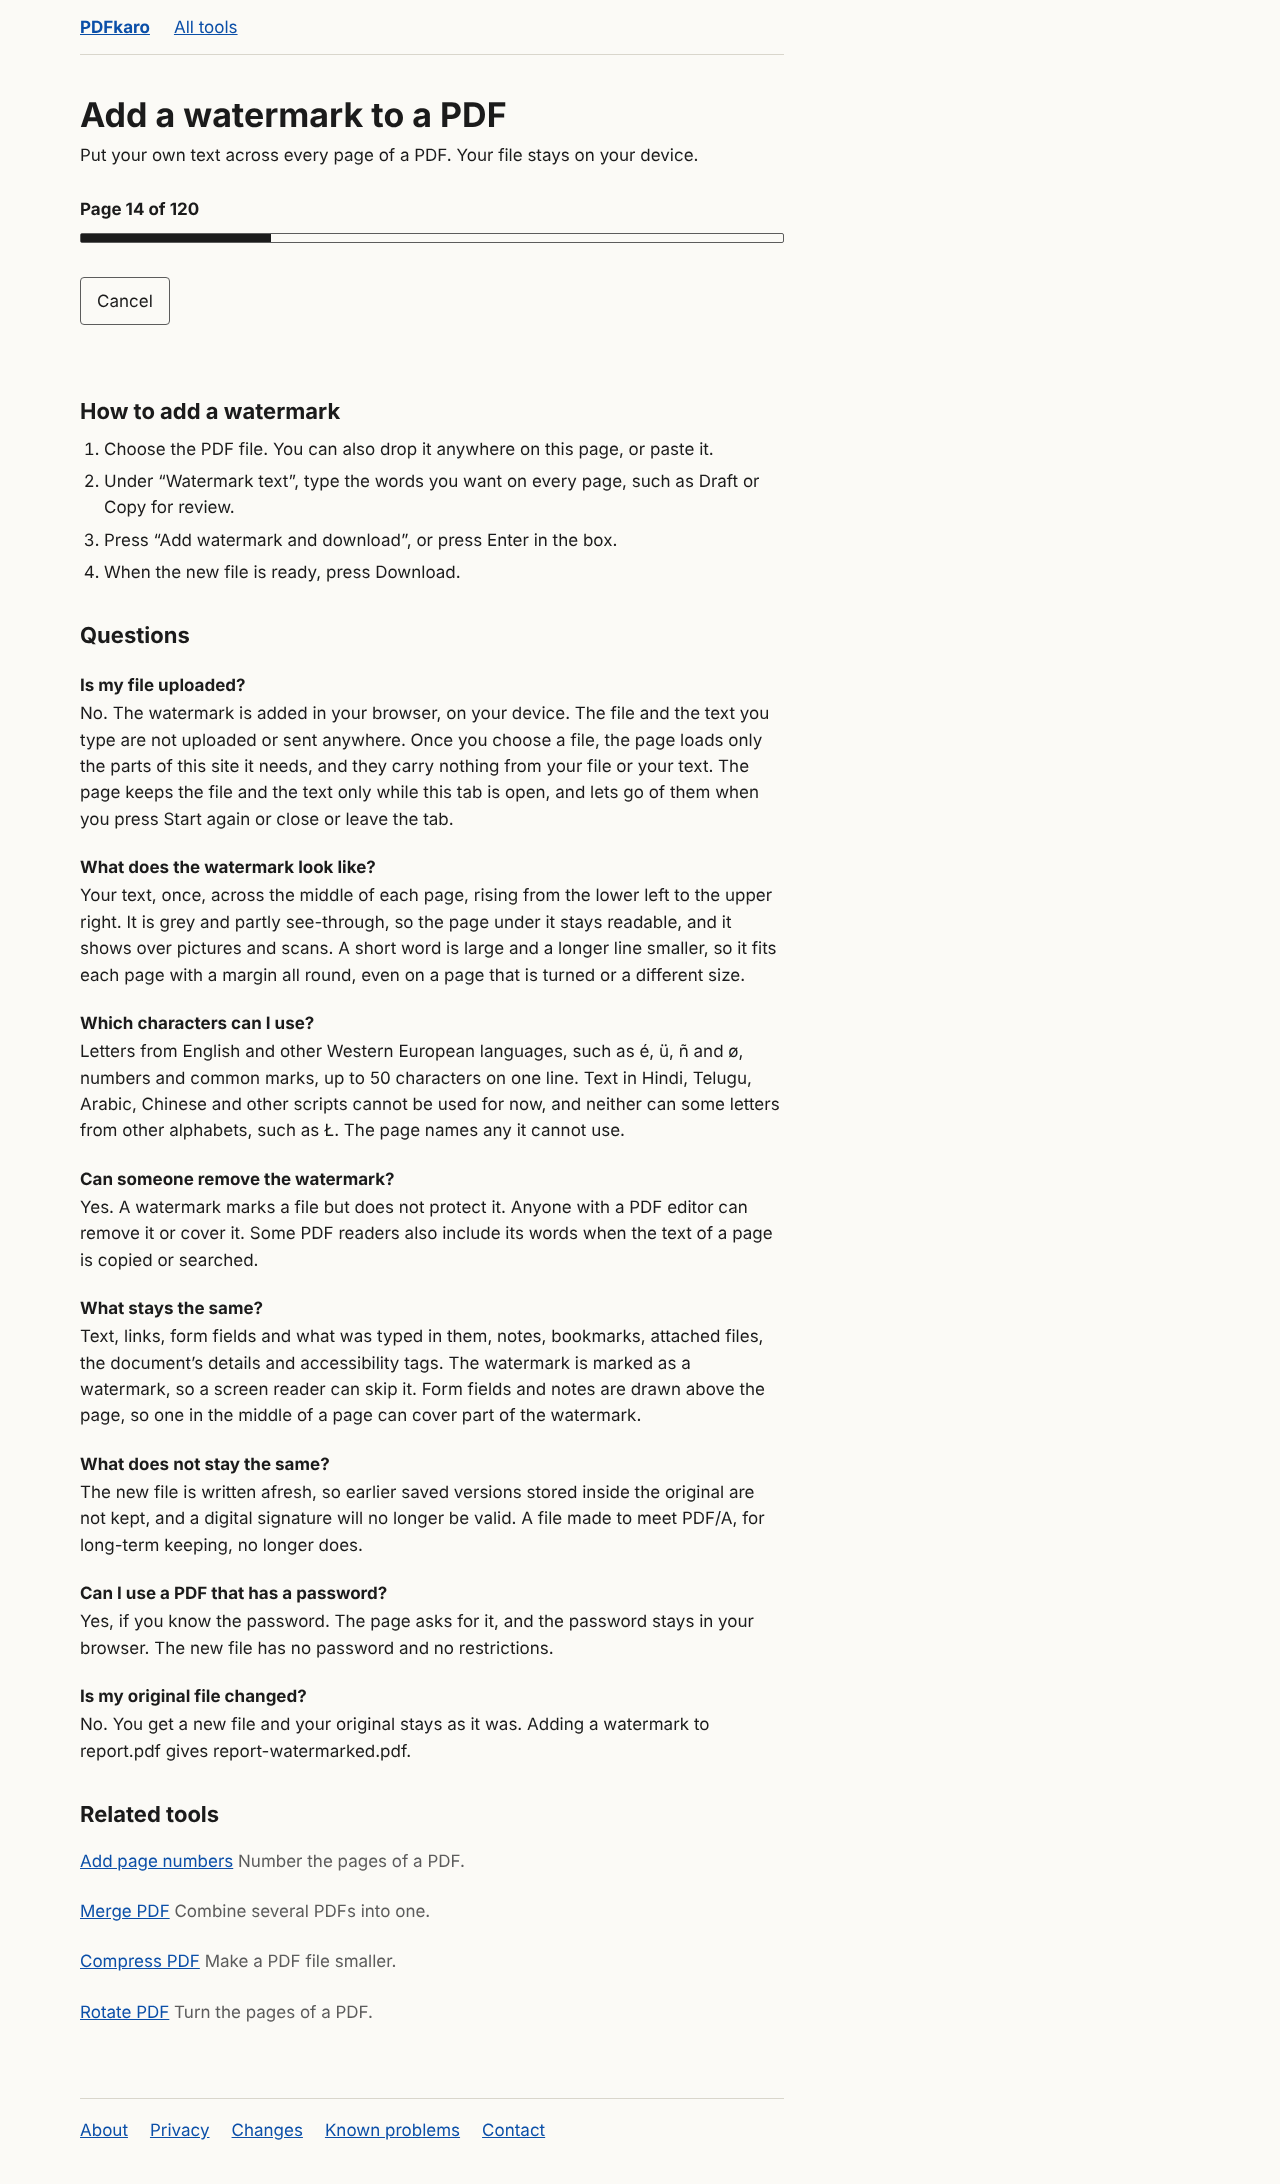 PDFkaro All tools
Add a watermark to a PDF
Put your own text across every page of a PDF. Your file stays on your device.
Page 14 of 120
Cancel
How to add a watermark
1. Choose the PDF file. You can also drop it anywhere on this page, or paste it.
2. Under “Watermark text”, type the words you want on every page, such as Draft or
Copy for review.
3. Press “Add watermark and download”, or press Enter in the box.
4. When the new file is ready, press Download.
Questions
Is my file uploaded?
No. The watermark is added in your browser, on your device. The file and the text you
type are not uploaded or sent anywhere. Once you choose a file, the page loads only
the parts of this site it needs, and they carry nothing from your file or your text. The
page keeps the file and the text only while this tab is open, and lets go of them when
you press Start again or close or leave the tab.
What does the watermark look like?
Your text, once, across the middle of each page, rising from the lower left to the upper
right. It is grey and partly see-through, so the page under it stays readable, and it
shows over pictures and scans. A short word is large and a longer line smaller, so it fits
each page with a margin all round, even on a page that is turned or a different size.
Which characters can I use?
Letters from English and other Western European languages, such as é, ü, ñ and ø,
numbers and common marks, up to 50 characters on one line. Text in Hindi, Telugu,
Arabic, Chinese and other scripts cannot be used for now, and neither can some letters
from other alphabets, such as Ł. The page names any it cannot use.
Can someone remove the watermark?
Yes. A watermark marks a file but does not protect it. Anyone with a PDF editor can
remove it or cover it. Some PDF readers also include its words when the text of a page
is copied or searched.
What stays the same?
Text, links, form fields and what was typed in them, notes, bookmarks, attached files,
the document’s details and accessibility tags. The watermark is marked as a
watermark, so a screen reader can skip it. Form fields and notes are drawn above the
page, so one in the middle of a page can cover part of the watermark.
What does not stay the same?
The new file is written afresh, so earlier saved versions stored inside the original are
not kept, and a digital signature will no longer be valid. A file made to meet PDF/A, for
long-term keeping, no longer does.
Can I use a PDF that has a password?
Yes, if you know the password. The page asks for it, and the password stays in your
browser. The new file has no password and no restrictions.
Is my original file changed?
No. You get a new file and your original stays as it was. Adding a watermark to
report.pdf gives report-watermarked.pdf.
Related tools
Add page numbers Number the pages of a PDF.
Merge PDF Combine several PDFs into one.
Compress PDF Make a PDF file smaller.
Rotate PDF Turn the pages of a PDF.
About Privacy Changes Known problems Contact